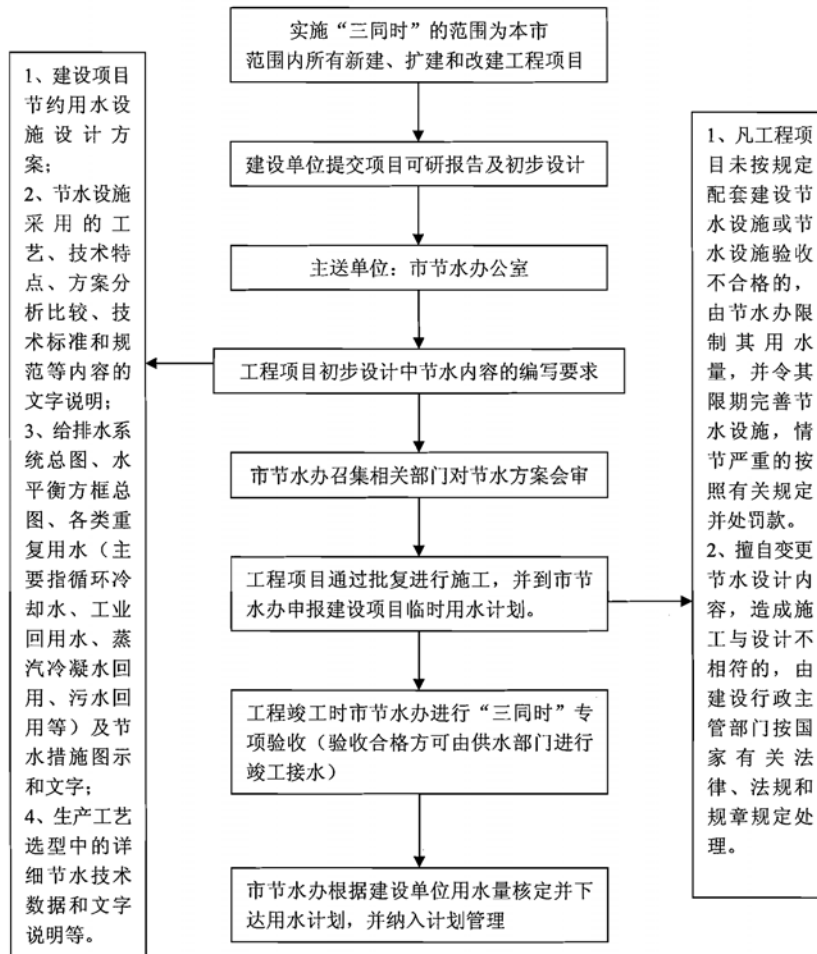 实施“三同时”的范围为本市
范围内所有新建、扩建和改建工程项目
建设单位提交项目可研报告及初步设计
主送单位：市节水办公室
工程项目初步设计中节水内容的编写要求
1、建设项目
节约用水设
施设计方
案；
2、节水设施
采用的工
艺、技术特
点、方案分
析比较、技
术标准和规
范等内容的
文字说明；
3、给排水系
统总图、水
平衡方框总
图、各类重
复用水（主
要指循环冷
却水、工业
回用水、蒸
汽冷凝水回
用、污水回
用等）及节
水措施图示
和文字；
4、生产工艺
选型中的详
细节水技术
数据和文字
说明等。
市节水办召集相关部门对节水方案会审
工程项目通过批复进行施工，并到市节
水办申报建设项目临时用水计划。
1、凡工程项
目未按规定
配套建设节
水设施或节
水设施验收
不合格的，
由节水办限
制其用水
量，并令其
限期完善节
水设施，情
节严重的按
照有关规定
并处罚款。
2、擅自变更
节水设计内
容，造成施
工与设计不
相符的，由
建设行政主
管部门按国
家有关法
律、法规和
规章规定处
理。
工程竣工时市节水办进行“三同时”专
项验收（验收合格方可由供水部门进行
竣工接水）
市节水办根据建设单位用水量核定并下
达用水计划，并纳入计划管理